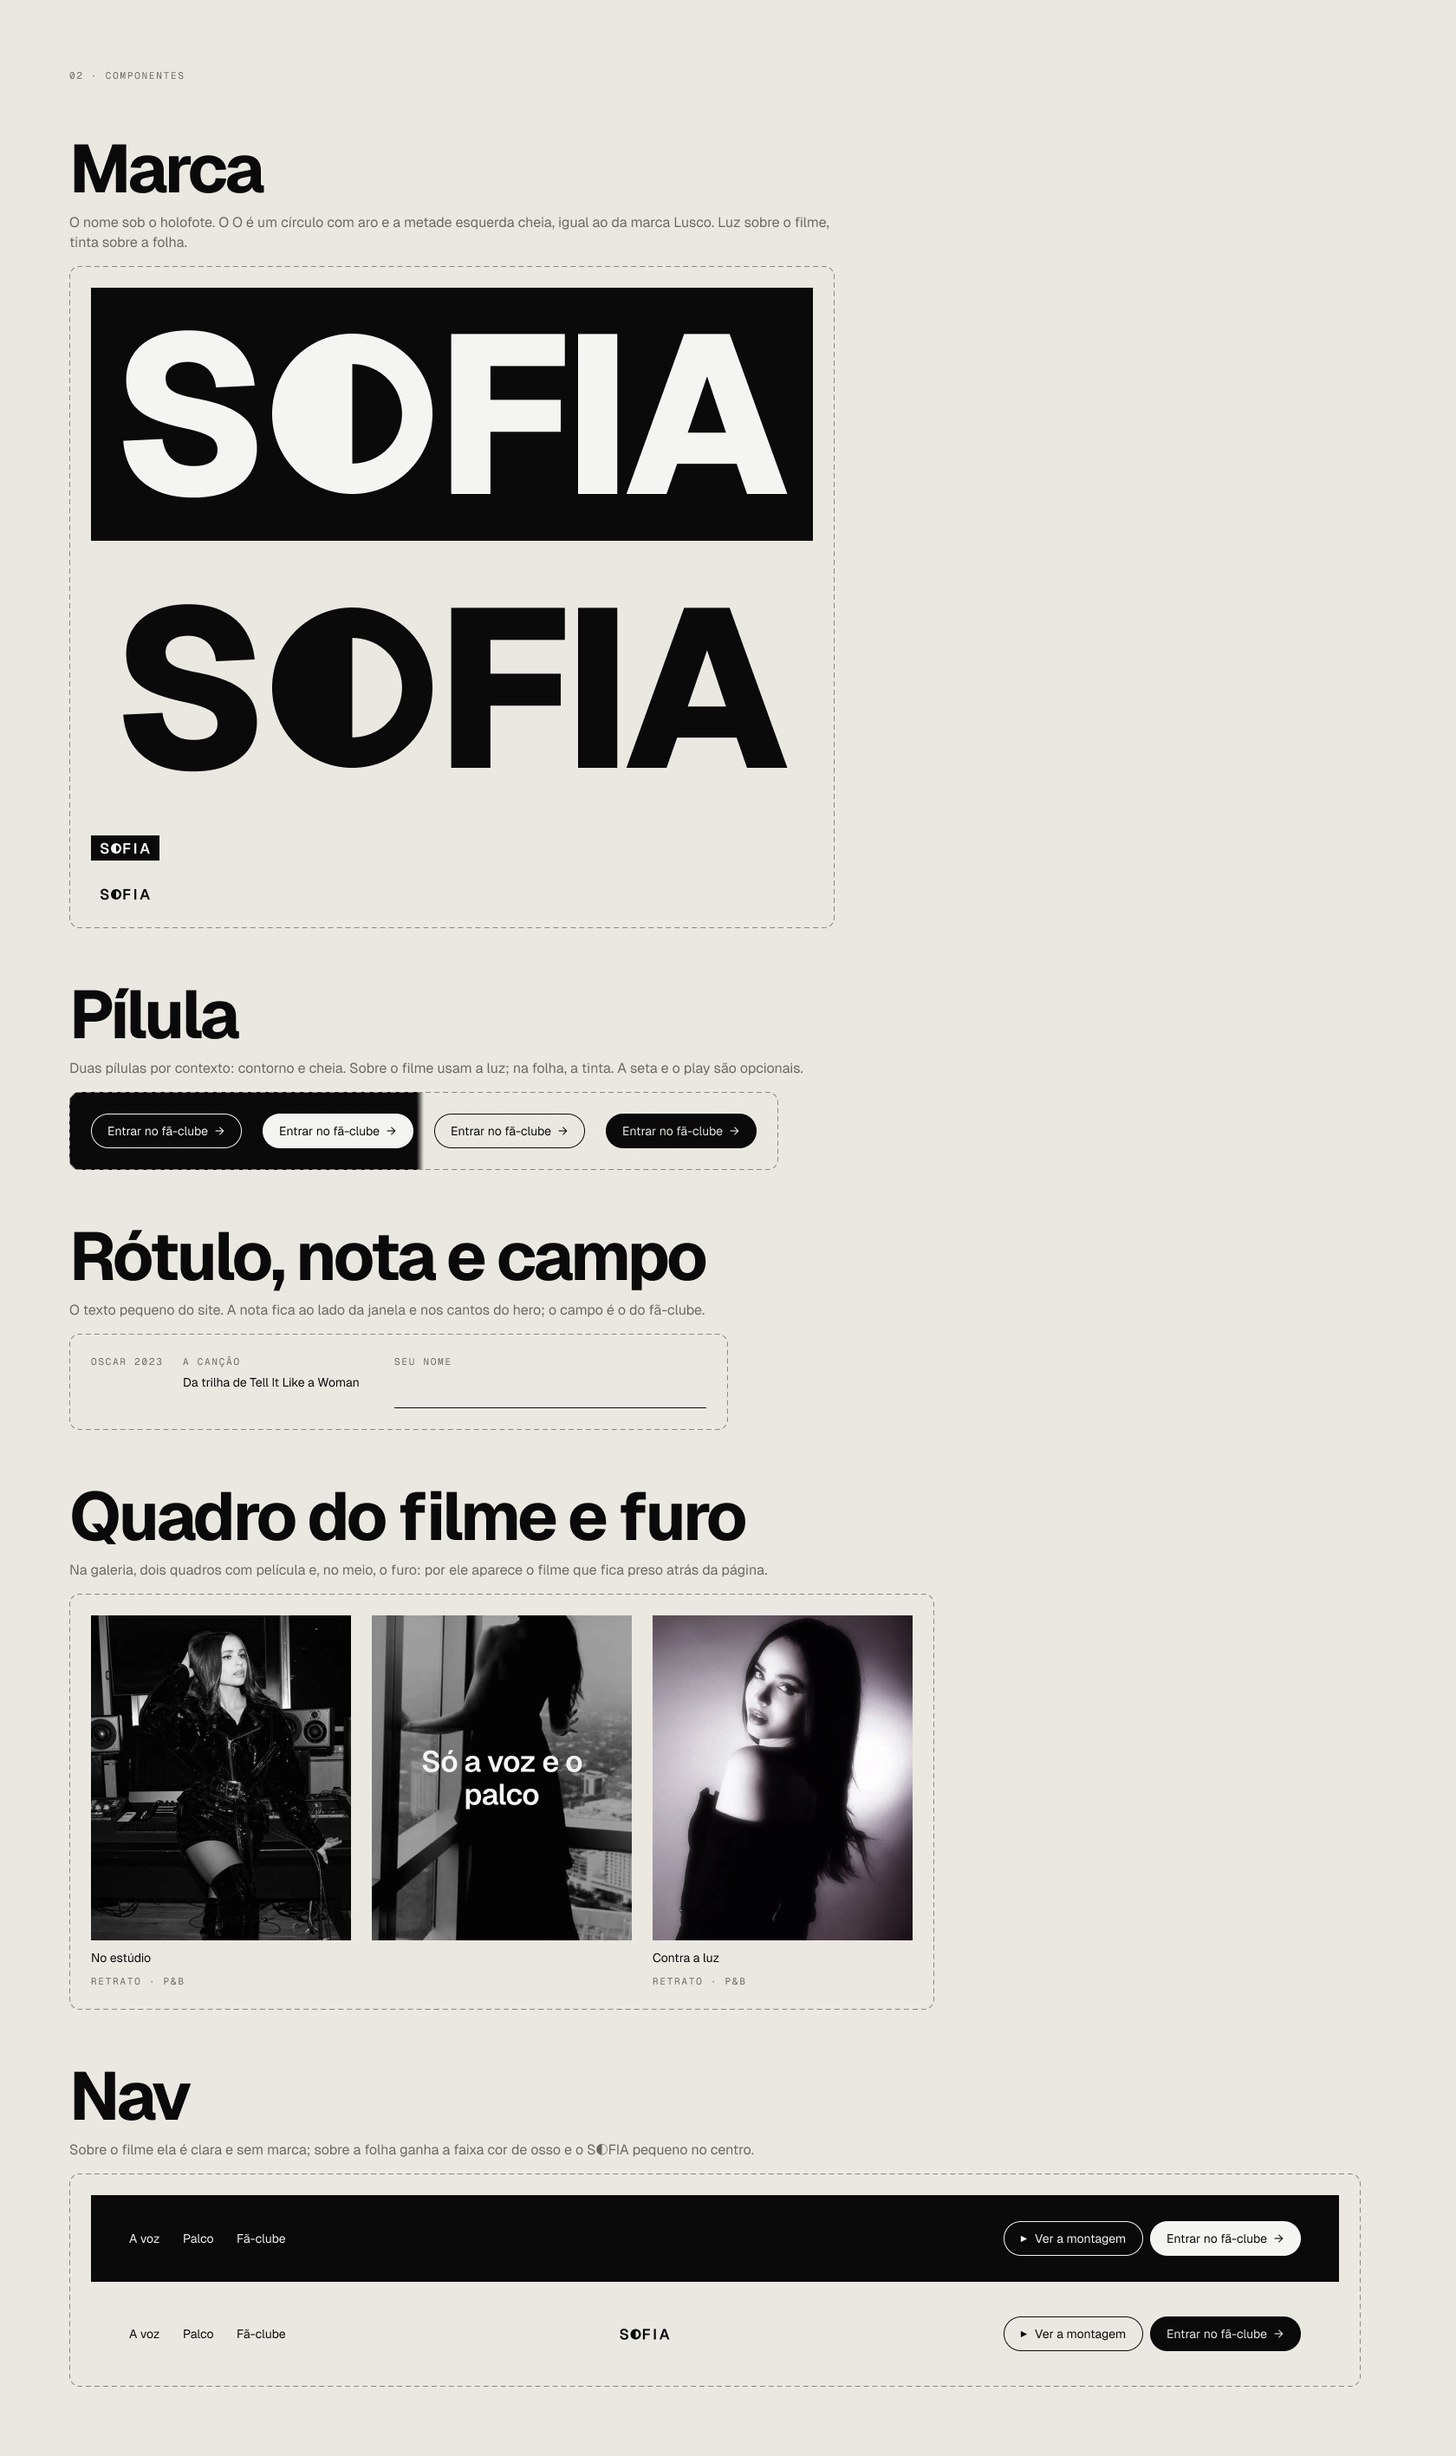 02 · COMPONENTES
Marca
O nome sob o holofote. O O é um círculo com aro e a metade esquerda cheia, igual ao da marca Lusco. Luz sobre o filme,
tinta sobre a folha.
SOFIA
SOFIA
SOFIA
SOFIA
Pílula
Duas pílulas por contexto: contorno e cheia. Sobre o filme usam a luz; na folha, a tinta. A seta e o play são opcionais.
Entrar no fã-clube → Entrar no fã-clube → Entrar no fã-clube → Entrar no fã-clube →
Rótulo, nota e campo
O texto pequeno do site. A nota fica ao lado da janela e nos cantos do hero; o campo é o do fã-clube.
OSCAR 2023 A CANÇÃO SEU NOME
Da trilha de Tell It Like a Woman
Quadro do filme e furo
Na galeria, dois quadros com película e, no meio, o furo: por ele aparece o filme que fica preso atrás da página.
Só a voz e o
palco
No estúdio Contra a luz
RETRATO · P&B RETRATO · P&B
Nav
Sobre o filme ela é clara e sem marca; sobre a folha ganha a faixa cor de osso e o S◐FIA pequeno no centro.
A voz Palco Fã-clube ▶ Ver a montagem Entrar no fã-clube →
A voz Palco Fã-clube SOFIA ▶ Ver a montagem Entrar no fã-clube →